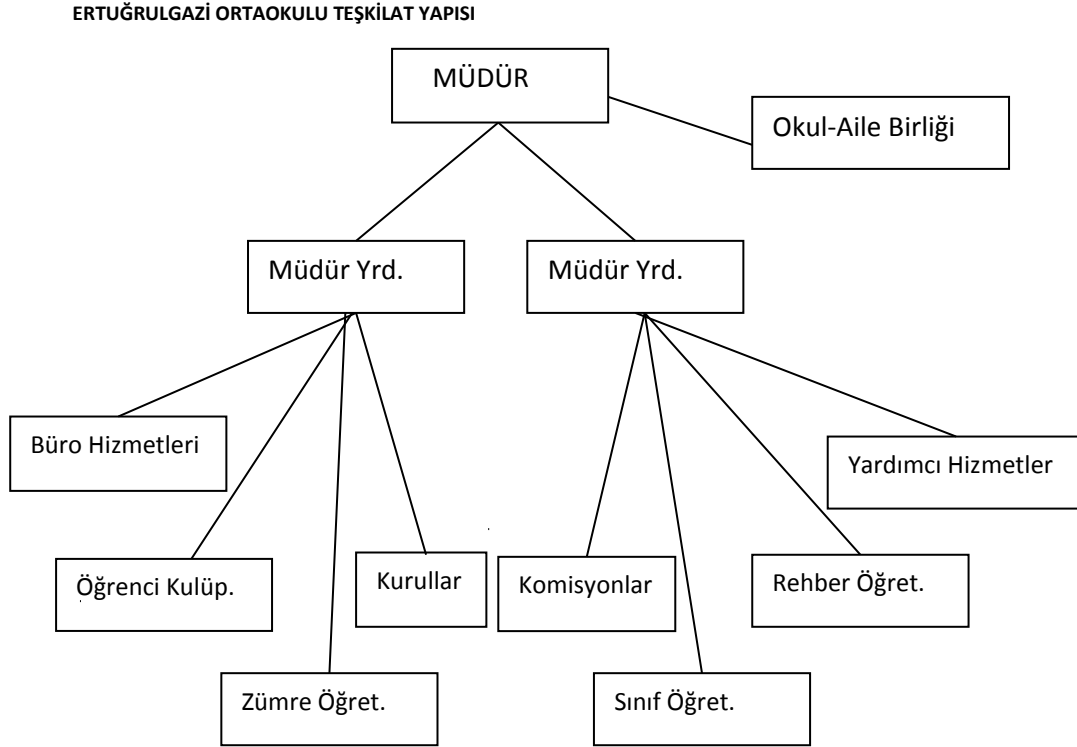 ERTUĞRULGAZİ ORTAOKULU TEŞKİLAT YAPISI
MÜDÜR
Okul-Aile Birliği
Müdür Yrd.
Müdür Yrd.
Büro Hizmetleri
Yardımcı Hizmetler
Öğrenci Kulüp.
Kurullar
Komisyonlar
Rehber Öğret.
Zümre Öğret.
Sınıf Öğret.